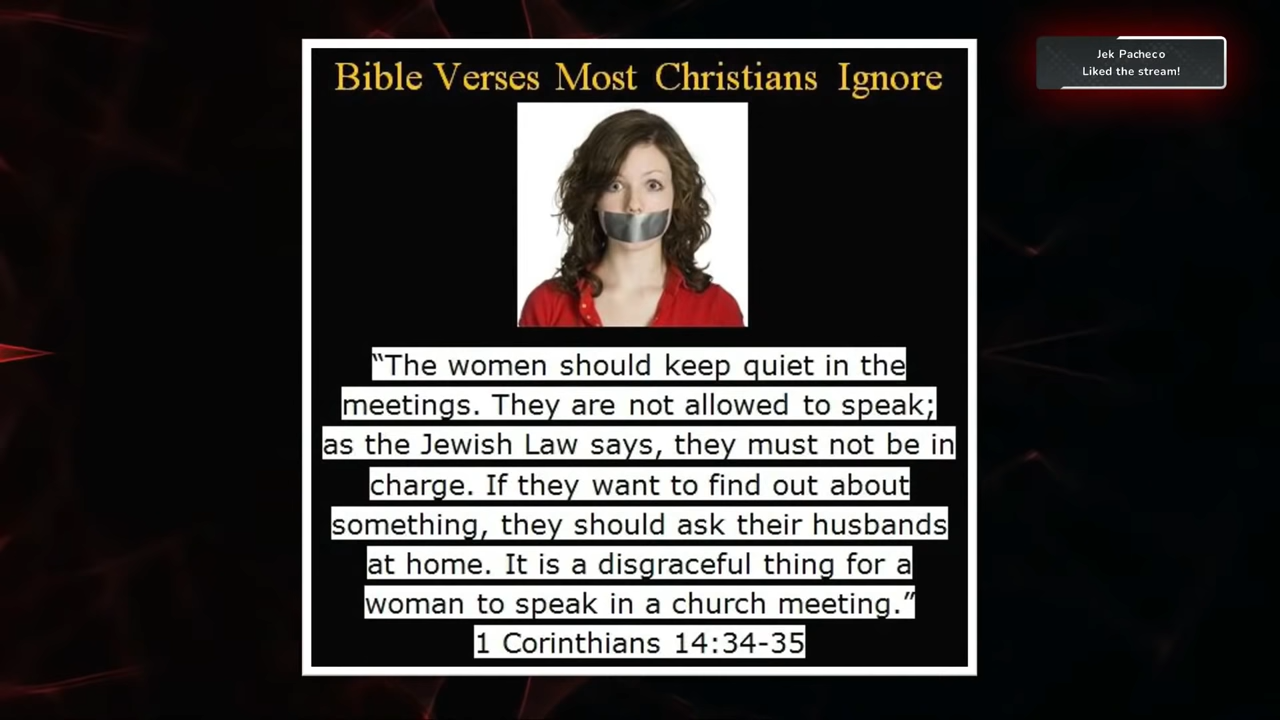 Bible Verses Most Christians Ignore
Jek Pacheco
Liked the stream!
“The women should keep quiet in the
meetings. They are not allowed to speak;
as the Jewish Law says, they must not be in
charge. If they want to find out about
something, they should ask their husbands
at home. It is a disgraceful thing for a
woman to speak in a church meeting.”
1 Corinthians 14:34-35